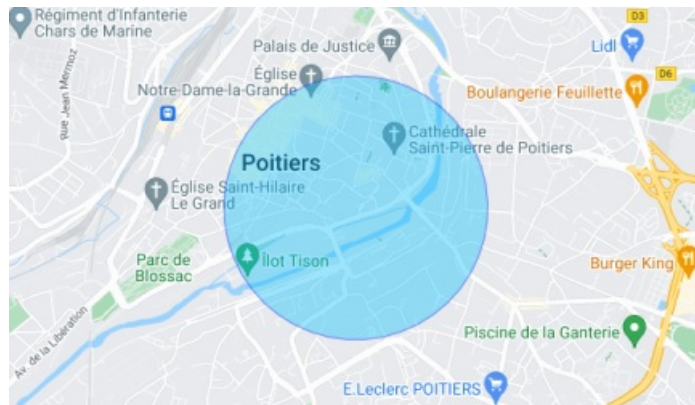 Régiment d'Infanterie
Chars de Marine
D3
Palais de Justice
Lidl
Église
Notre-Dame-la-Grande
D6
Boulangerie Feuillette
Rue Jean Mermoz
Cathédrale
Saint-Pierre de Poitiers
Poitiers
Église Saint-Hilaire
Le Grand
Parc de
Blossac
Îlot Tison
Burger King
Av. de la Libération
Piscine de la Ganterie
E.Leclerc POITIERS